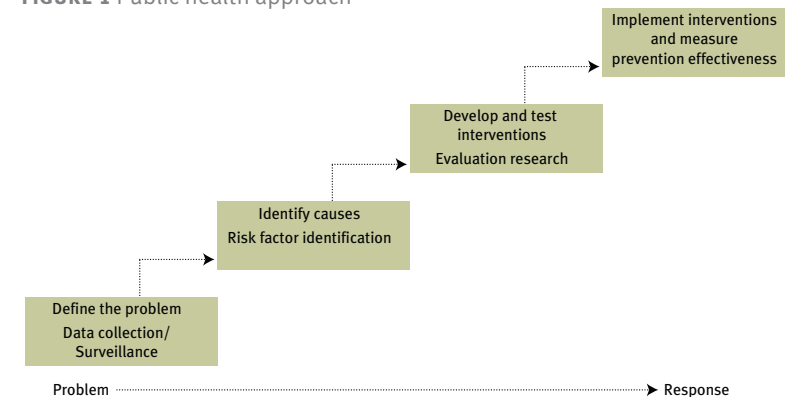 FIGURE 1 Public health approach
Implement interventions
and measure
prevention effectiveness
Develop and test
interventions
Evaluation research
Identify causes
Risk factor identification
Define the problem
Data collection/
Surveillance
Problem
Response